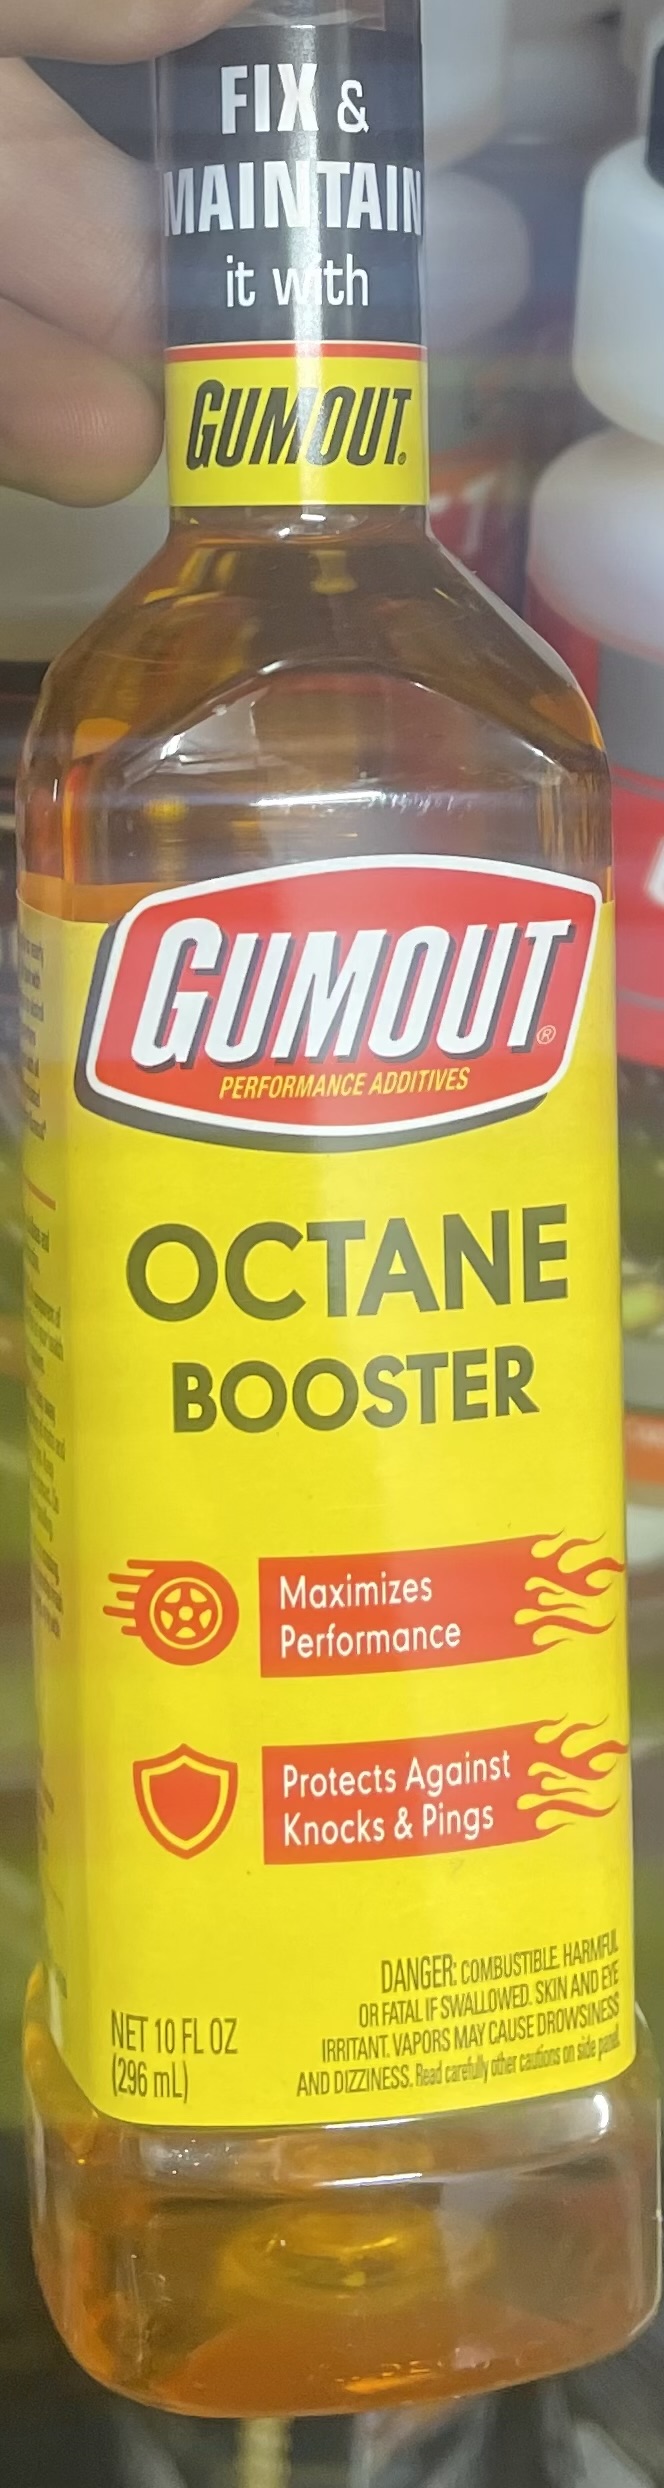 FIX &
MAINTAIN
it with
GUMOUT®
GUMOUT®
PERFORMANCE ADDITIVES
OCTANE
BOOSTER
Maximizes
Performance
Protects Against
Knocks & Pings
DANGER: COMBUSTIBLE. HARMFUL
OR FATAL IF SWALLOWED. SKIN AND EYE
IRRITANT. VAPORS MAY CAUSE DROWSINESS
AND DIZZINESS. Read carefully other cautions on side panel.
NET 10 FL OZ
(296 mL)